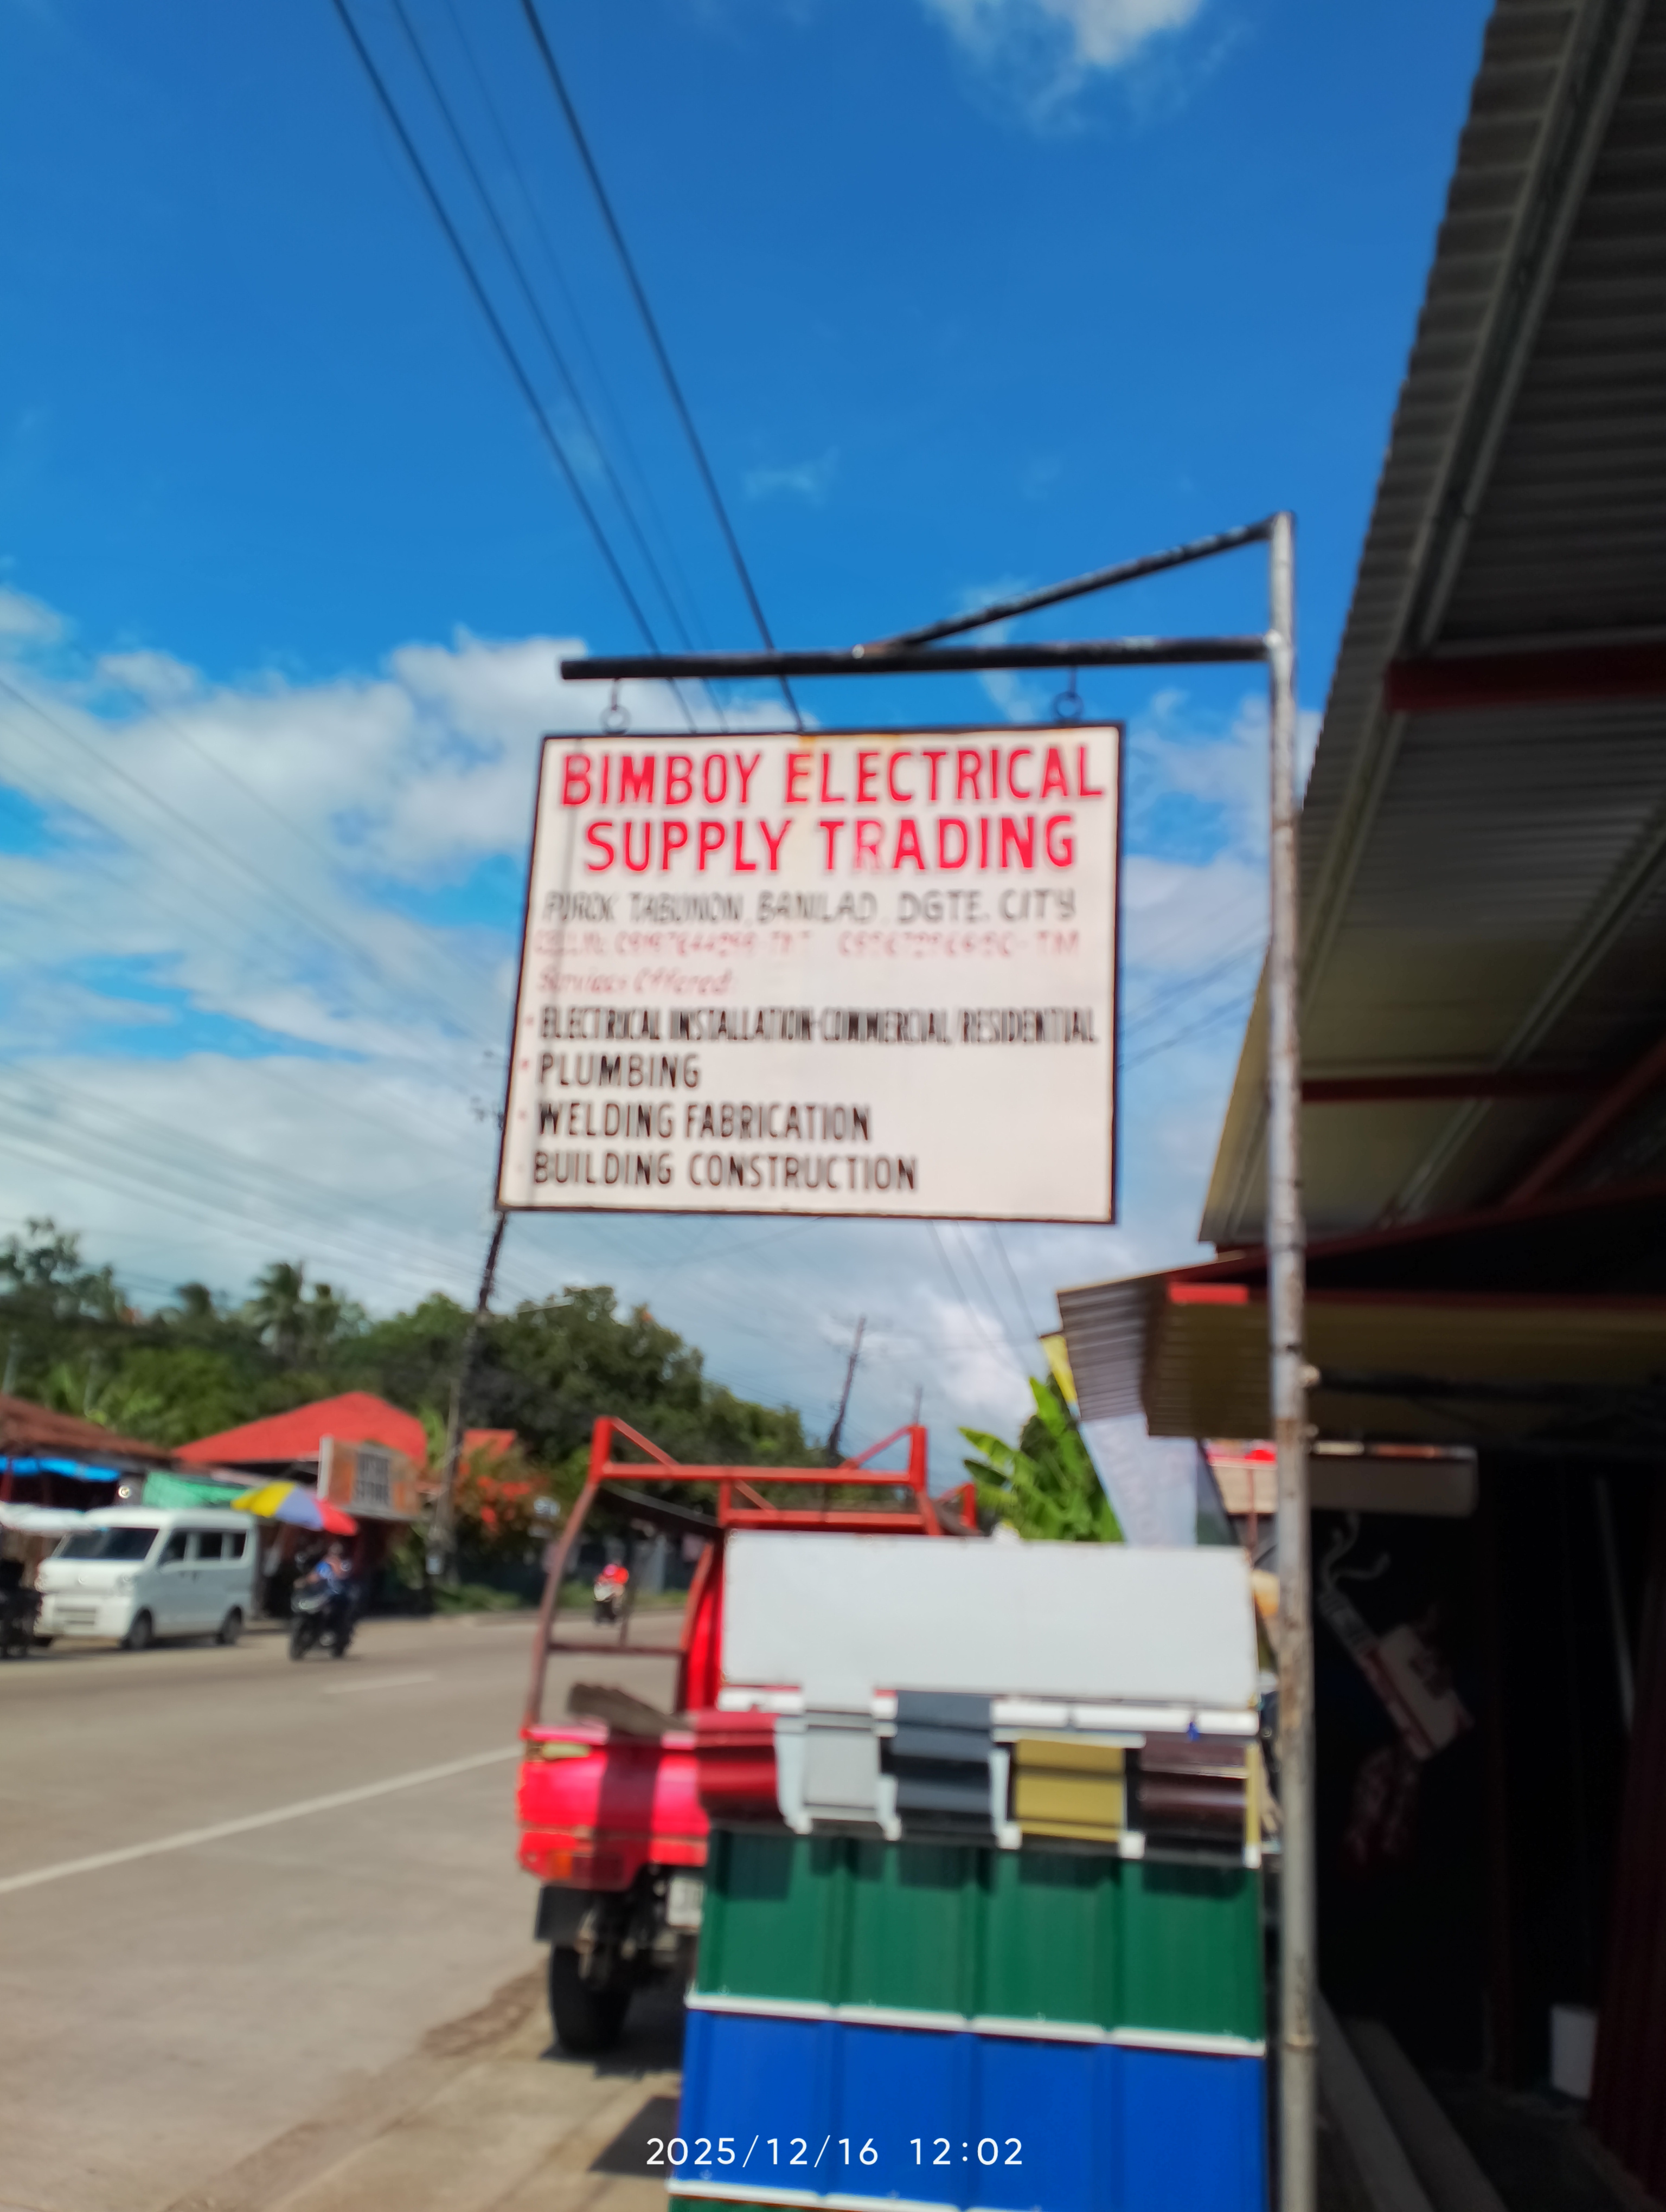 BIMBOY ELECTRICAL
SUPPLY TRADING
PUROK TABUNON, BANILAD, DGTE. CITY
Services Offered:
ELECTRICAL INSTALLATION-COMMERCIAL/RESIDENTIAL
PLUMBING
WELDING FABRICATION
BUILDING CONSTRUCTION
2025/12/16 12:02